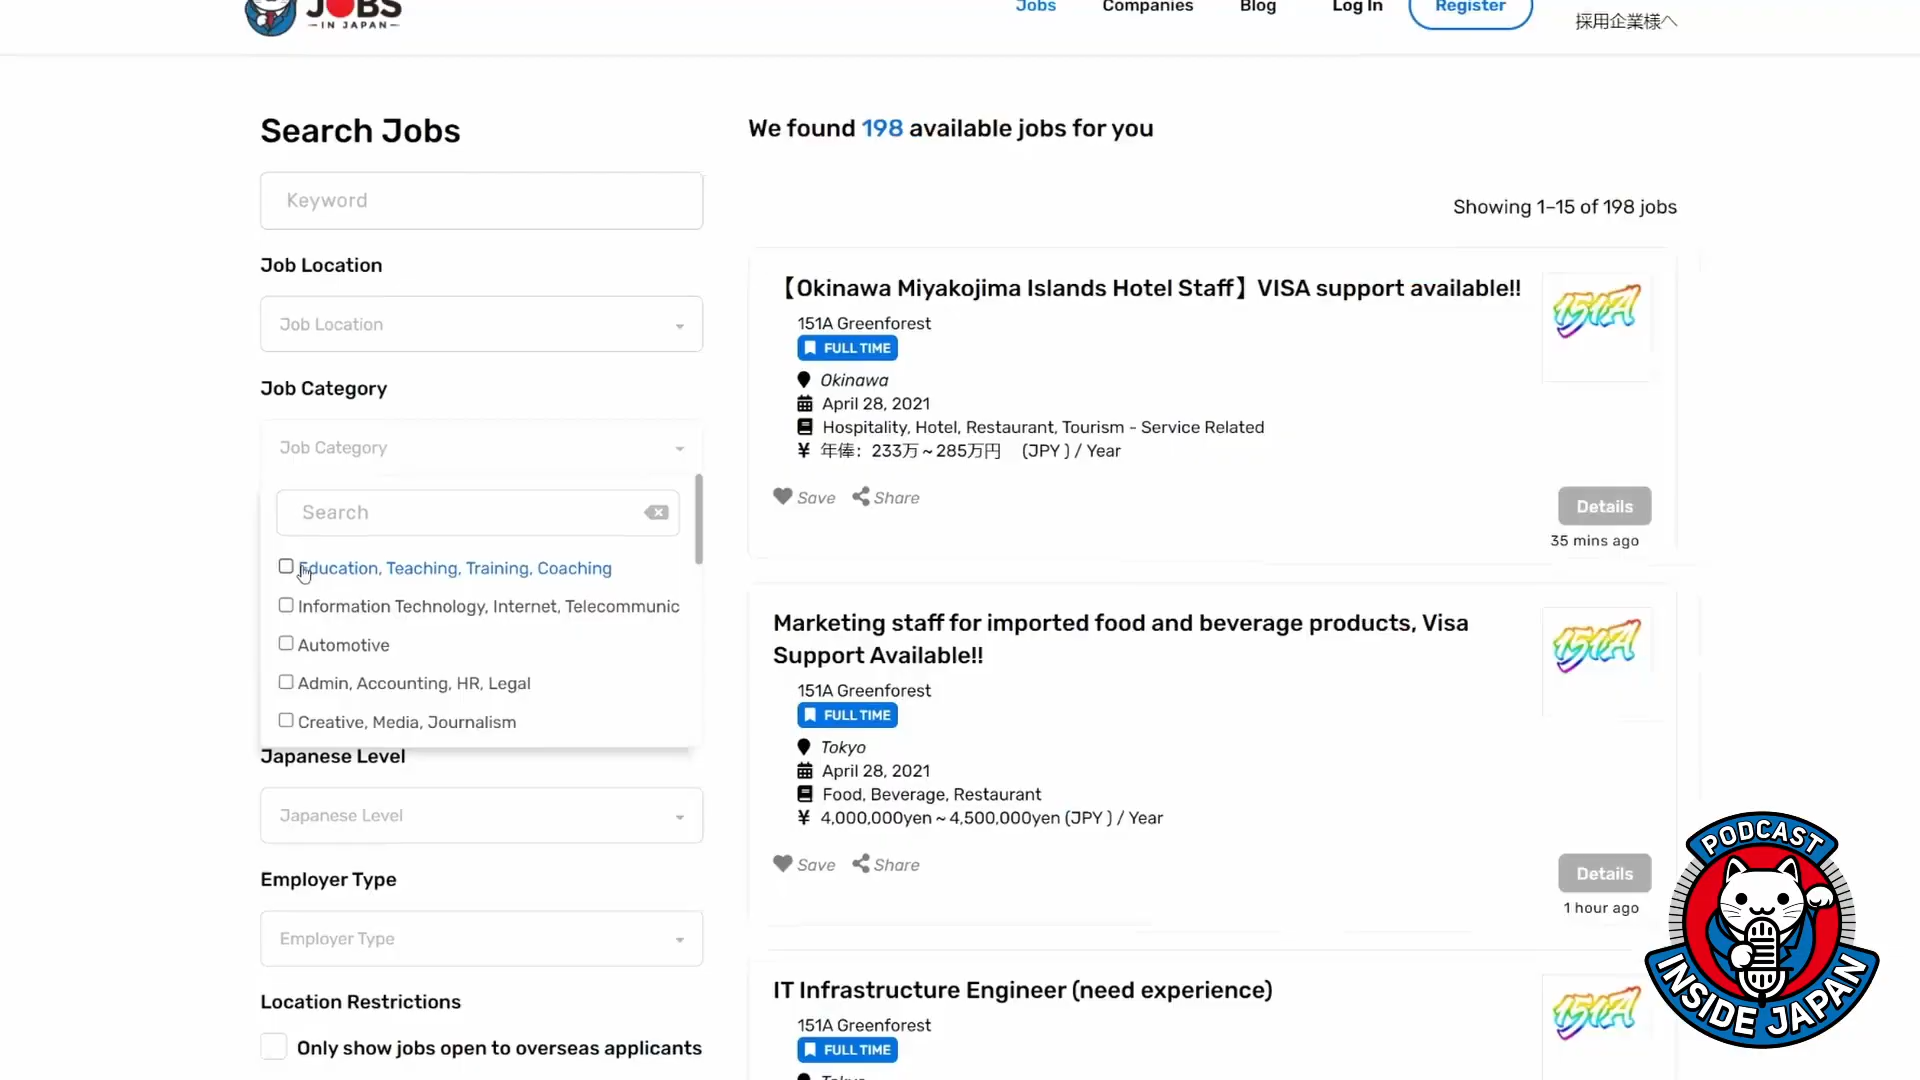 JOBS
IN JAPAN
Jobs
Companies
Blog
Log In
Register
採用企業様へ
Search Jobs
Keyword
Job Location
Job Location
Job Category
Job Category
Search
Education, Teaching, Training, Coaching
Information Technology, Internet, Telecommunic
Automotive
Admin, Accounting, HR, Legal
Creative, Media, Journalism
Japanese Level
Japanese Level
Employer Type
Employer Type
Location Restrictions
Only show jobs open to overseas applicants
We found 198 available jobs for you
Showing 1–15 of 198 jobs
【Okinawa Miyakojima Islands Hotel Staff】VISA support available!!
151A Greenforest
FULL TIME
Okinawa
April 28, 2021
Hospitality, Hotel, Restaurant, Tourism - Service Related
¥ 年俸：233万~285万円 (JPY ) / Year
Save
Share
151A
Details
35 mins ago
Marketing staff for imported food and beverage products, Visa
Support Available!!
151A Greenforest
FULL TIME
Tokyo
April 28, 2021
Food, Beverage, Restaurant
¥ 4,000,000yen ~ 4,500,000yen (JPY ) / Year
Save
Share
151A
Details
1 hour ago
IT Infrastructure Engineer (need experience)
151A Greenforest
FULL TIME
Tokyo
151A
PODCAST
INSIDE JAPAN